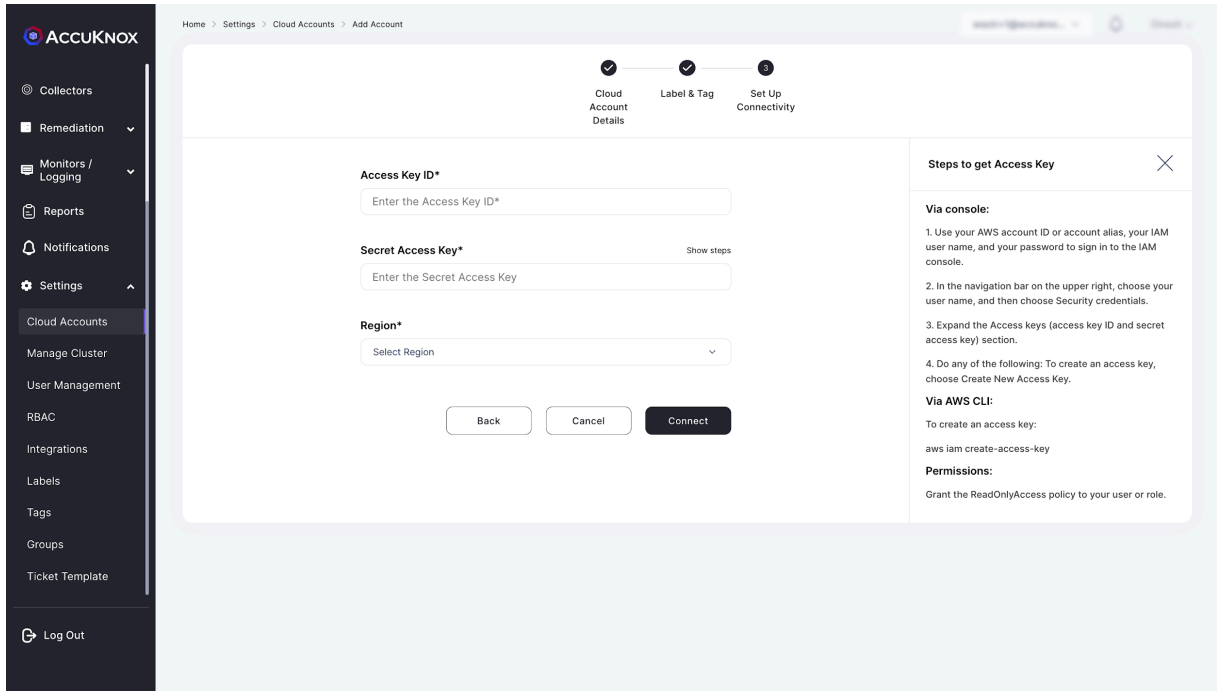 ACCUKNOX
Home > Settings > Cloud Accounts > Add Account
Collectors
Remediation
Monitors /
Logging
Reports
Notifications
Settings
Cloud Accounts
Manage Cluster
User Management
RBAC
Integrations
Labels
Tags
Groups
Ticket Template
Log Out
3
Cloud
Account
Details
Label & Tag
Set Up
Connectivity
Access Key ID*
Enter the Access Key ID*
Secret Access Key*
Show steps
Enter the Secret Access Key
Region*
Select Region
Back
Cancel
Connect
Steps to get Access Key
Via console:
1. Use your AWS account ID or account alias, your IAM
user name, and your password to sign in to the IAM
console.
2. In the navigation bar on the upper right, choose your
user name, and then choose Security credentials.
3. Expand the Access keys (access key ID and secret
access key) section.
4. Do any of the following: To create an access key,
choose Create New Access Key.
Via AWS CLI:
To create an access key:
aws iam create-access-key
Permissions:
Grant the ReadOnlyAccess policy to your user or role.